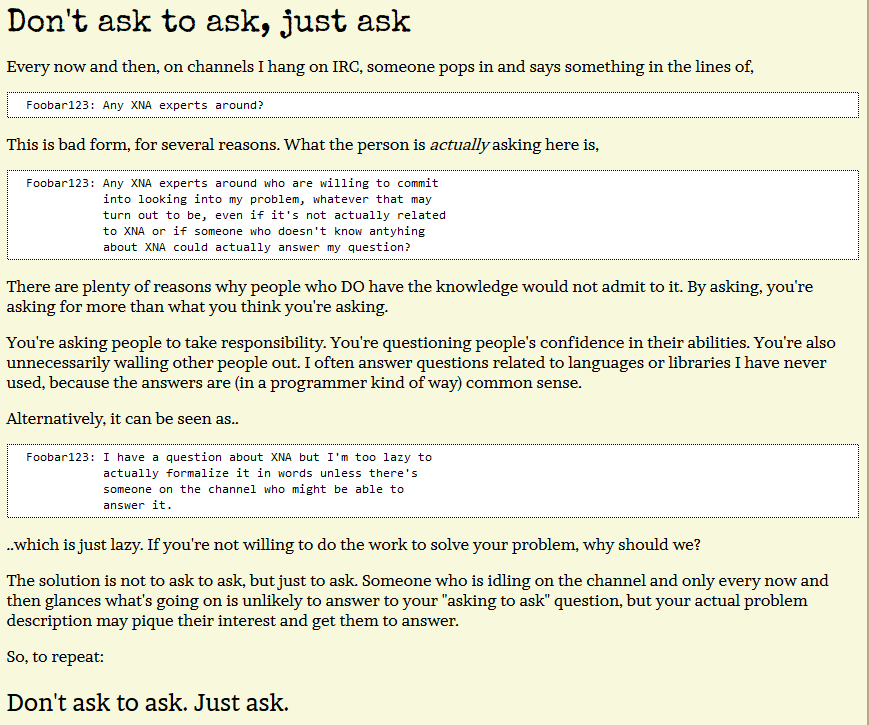 Don't ask to ask, just ask
Every now and then, on channels I hang on IRC, someone pops in and says something in the lines of,
Foobar123: Any XNA experts around?
This is bad form, for several reasons. What the person is actually asking here is,
Foobar123: Any XNA experts around who are willing to commit
into looking into my problem, whatever that may
turn out to be, even if it's not actually related
to XNA or if someone who doesn't know antyhing
about XNA could actually answer my question?
There are plenty of reasons why people who DO have the knowledge would not admit to it. By asking, you're
asking for more than what you think you're asking.
You're asking people to take responsibility. You're questioning people's confidence in their abilities. You're also
unnecessarily walling other people out. I often answer questions related to languages or libraries I have never
used, because the answers are (in a programmer kind of way) common sense.
Alternatively, it can be seen as..
Foobar123: I have a question about XNA but I'm too lazy to
actually formalize it in words unless there's
someone on the channel who might be able to
answer it.
..which is just lazy. If you're not willing to do the work to solve your problem, why should we?
The solution is not to ask to ask, but just to ask. Someone who is idling on the channel and only every now and
then glances what's going on is unlikely to answer to your "asking to ask" question, but your actual problem
description may pique their interest and get them to answer.
So, to repeat:
Don't ask to ask. Just ask.